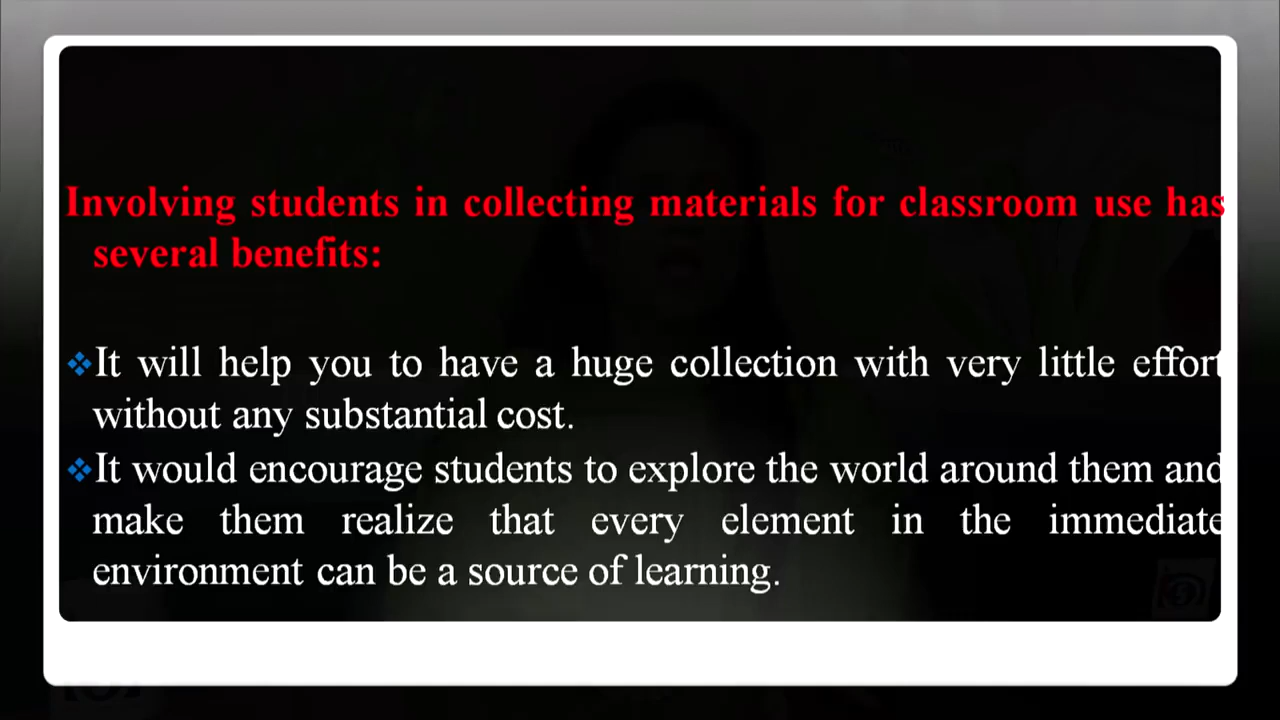 Involving students in collecting materials for classroom use has
several benefits:
❖It will help you to have a huge collection with very little effort
without any substantial cost.
❖It would encourage students to explore the world around them and
make them realize that every element in the immediate
environment can be a source of learning.